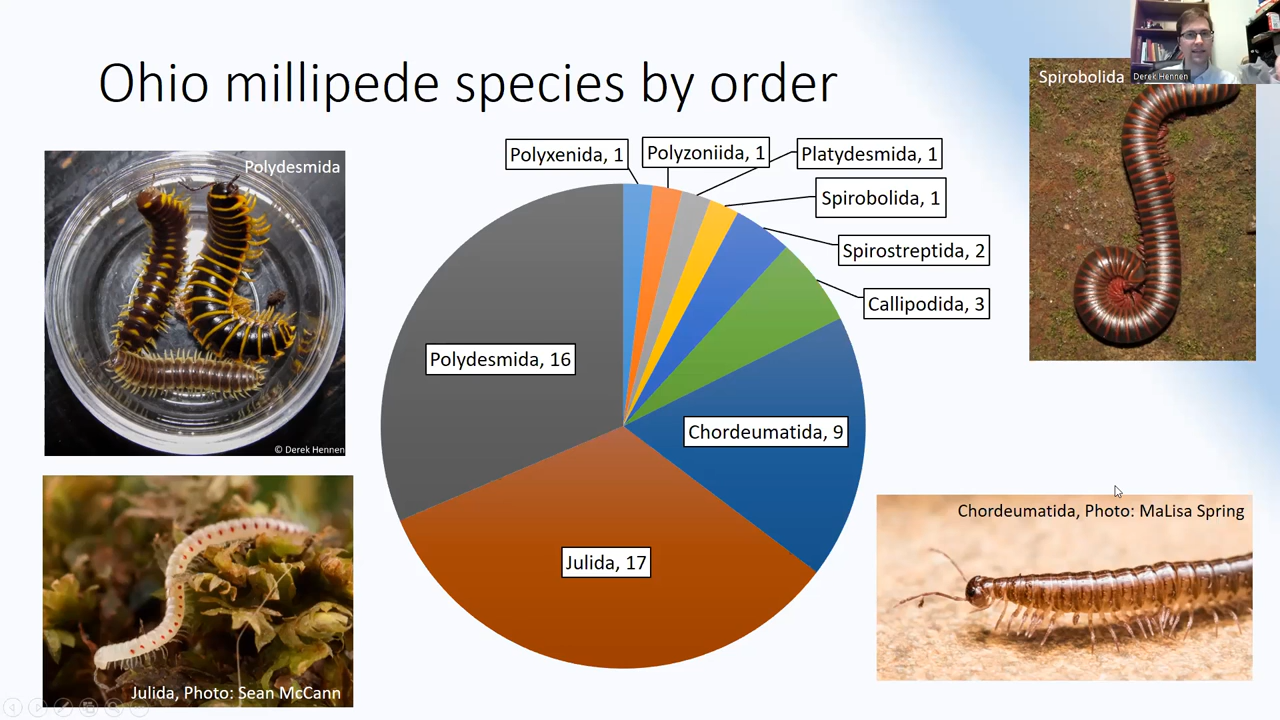 Ohio millipede species by order
Spirobolida
Derek Hennen
Polydesmida
© Derek Hennen
Polyxenida, 1
Polyzoniida, 1
Platydesmida, 1
Spirobolida, 1
Spirostreptida, 2
Callipodida, 3
Polydesmida, 16
Chordeumatida, 9
Julida, 17
Chordeumatida, Photo: MaLisa Spring
Julida, Photo: Sean McCann